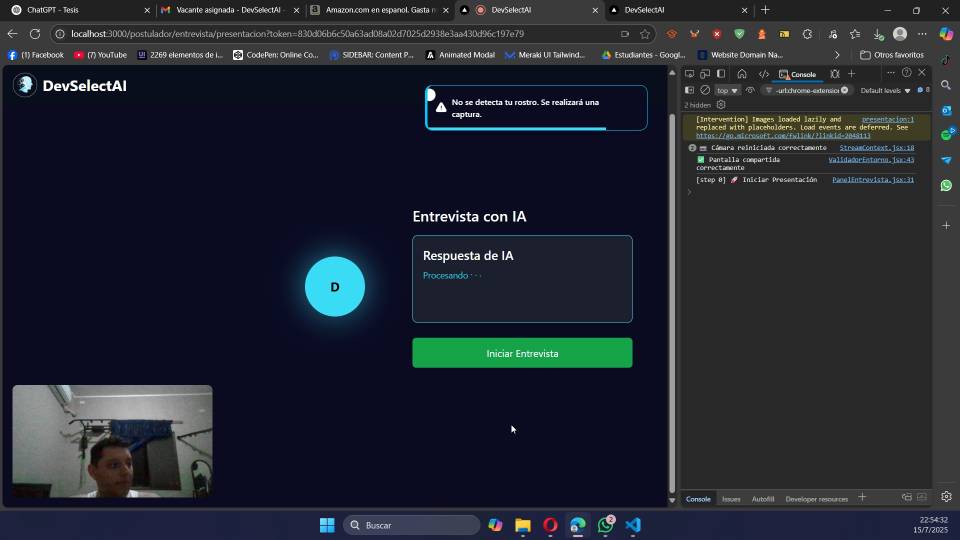 ChatGPT - Tesis
Vacante asignada - DevSelectAI -
Amazon.com en espanol. Gasta m
DevSelectAI
DevSelectAI
localhost:3000/postulador/entrevista/presentacion?token=830d06b6c50a63ad08a02d7025d2938e3aa430d96c197e79
(1) Facebook
(7) YouTube
2269 elementos de i...
CodePen: Online Co...
SIDEBAR: Content P...
Animated Modal
Meraki UI Tailwind...
Estudiantes - Googl...
Website Domain Na...
Otros favoritos
DevSelectAI
No se detecta tu rostro. Se realizará una
captura.
Entrevista con IA
D
Respuesta de IA
Procesando
Iniciar Entrevista
Console
top
-url:chrome-extension
Default levels
8
2 hidden
[Intervention] Images loaded lazily and presentacion:1
replaced with placeholders. Load events are deferred. See
https://go.microsoft.com/fwlink/?linkid=2048113
2 Cámara reiniciada correctamente StreamContext.jsx:18
Pantalla compartida ValidadorEntorno.jsx:43
correctamente
[step 0] 🚀 Iniciar Presentación PanelEntrevista.jsx:31
Console
Issues
Autofill
Developer resources
Buscar
2
22:54:32
15/7/2025